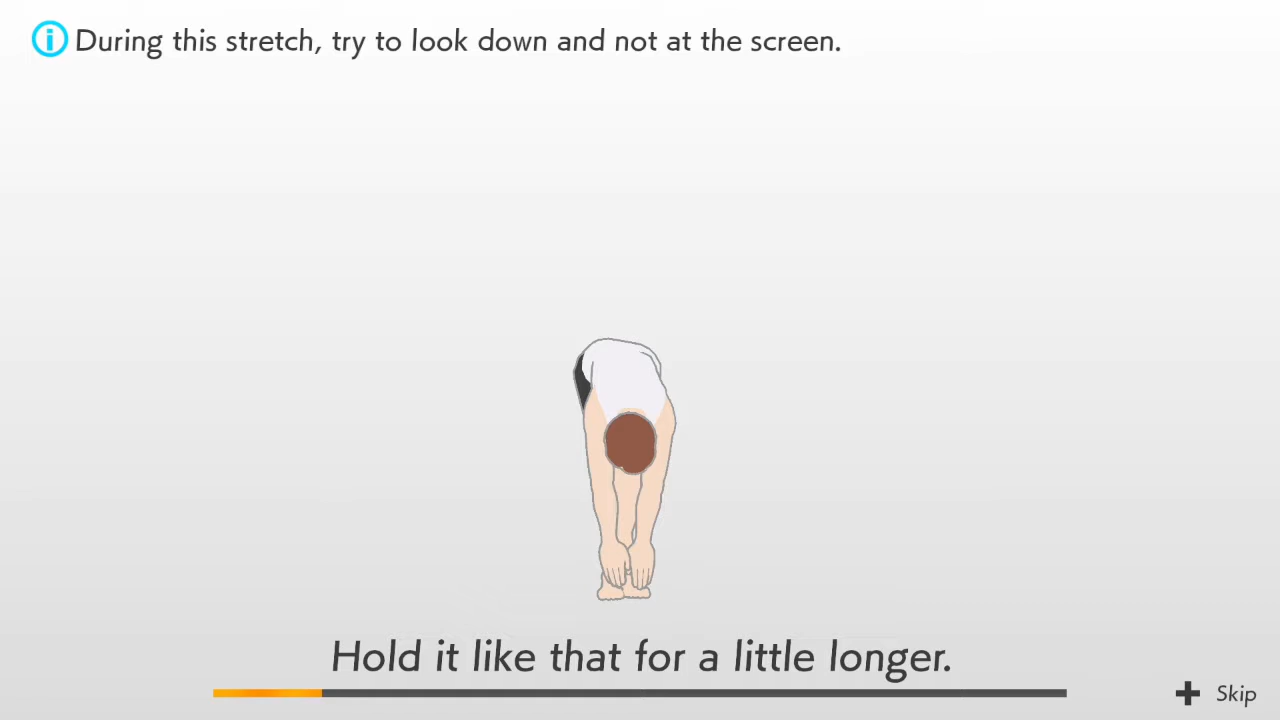 During this stretch, try to look down and not at the screen.
Hold it like that for a little longer.
Skip